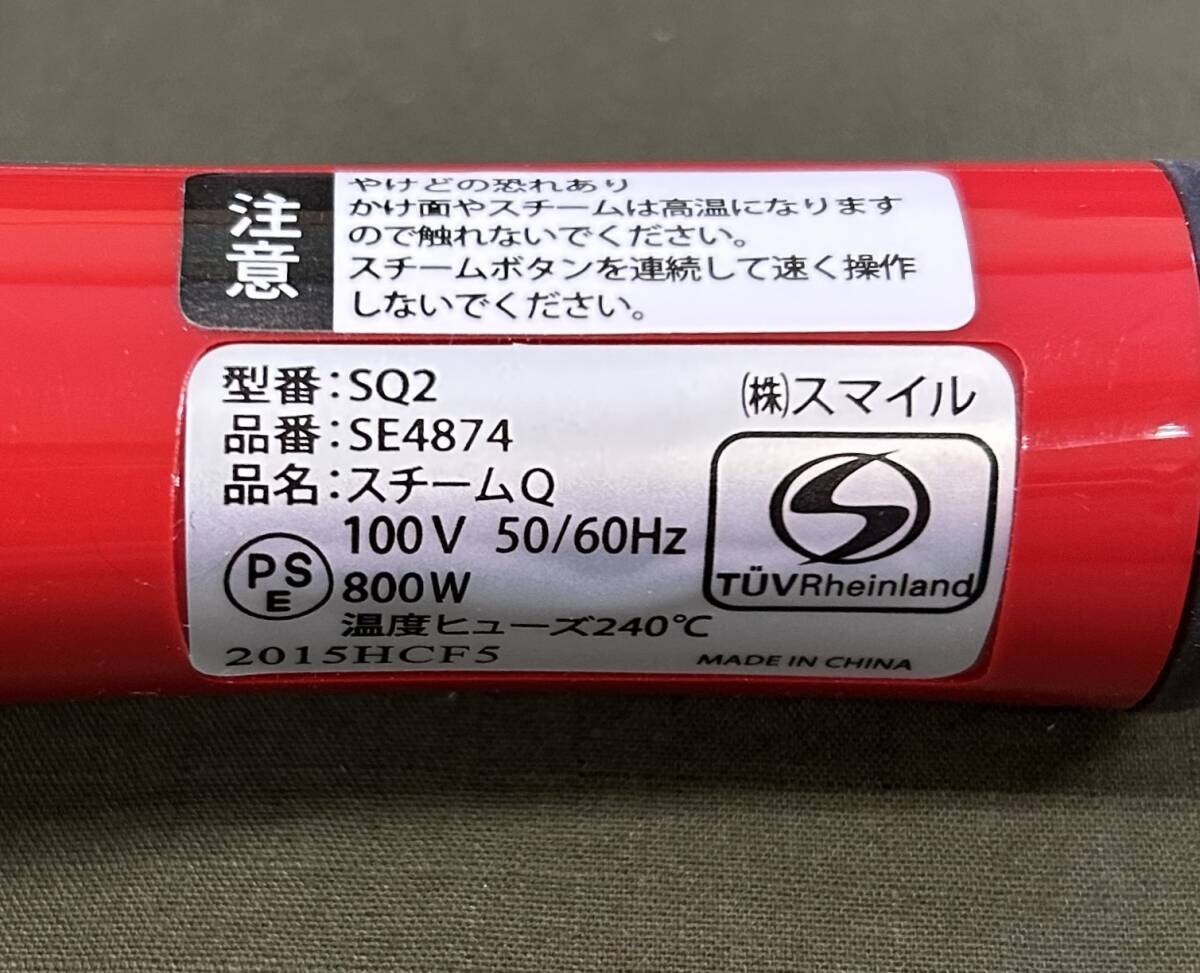 注意
やけどの恐れあり
かけ面やスチームは高温になります
ので触れないでください。
スチームボタンを連続して速く操作
しないでください。
型番:SQ2
品番:SE4874
品名:スチームQ
㈱スマイル
100V 50/60Hz
PSE
800W
TÜVRheinland
温度ヒューズ240℃
2015HCF5
MADE IN CHINA